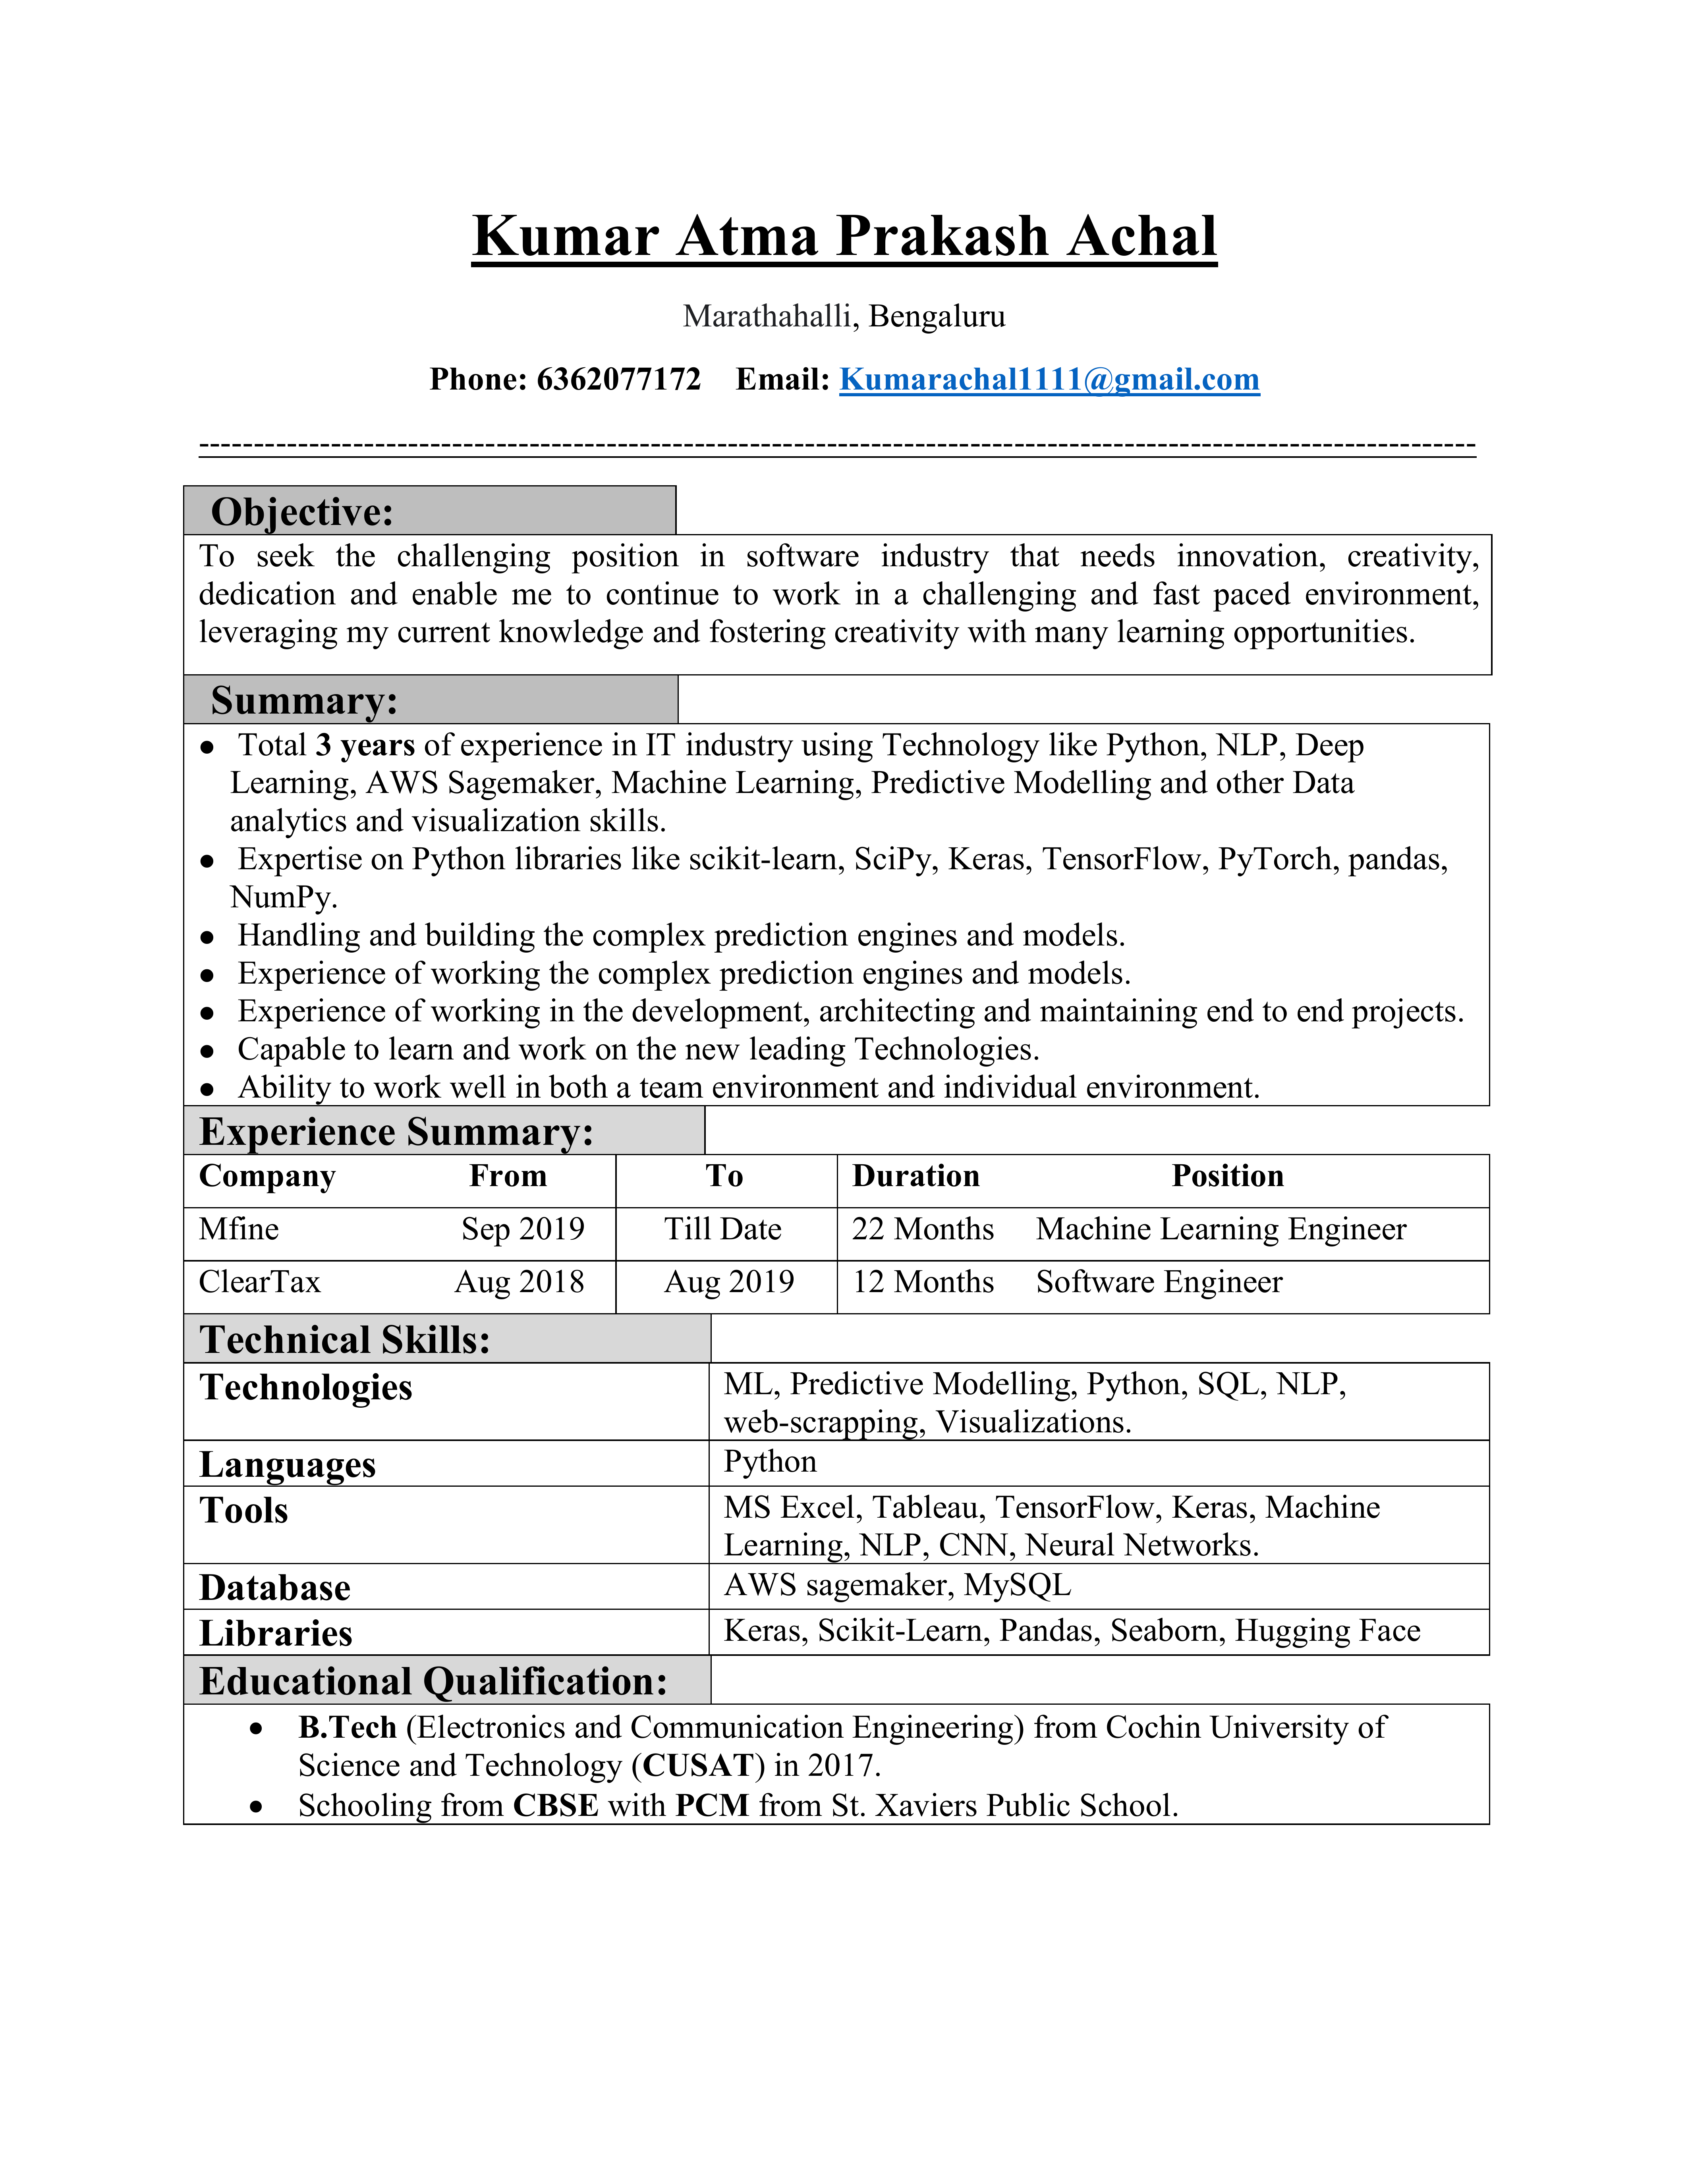 Kumar Atma Prakash Achal
Marathahalli, Bengaluru
Phone: 6362077172 Email: Kumarachal1111@gmail.com
--------------------------------------------------------------------------------------------------------------------
Objective:
To seek the challenging position in software industry that needs innovation, creativity,
dedication and enable me to continue to work in a challenging and fast paced environment,
leveraging my current knowledge and fostering creativity with many learning opportunities.
Summary:
● Total 3 years of experience in IT industry using Technology like Python, NLP, Deep
Learning, AWS Sagemaker, Machine Learning, Predictive Modelling and other Data
analytics and visualization skills.
● Expertise on Python libraries like scikit-learn, SciPy, Keras, TensorFlow, PyTorch, pandas,
NumPy.
● Handling and building the complex prediction engines and models.
● Experience of working the complex prediction engines and models.
● Experience of working in the development, architecting and maintaining end to end projects.
● Capable to learn and work on the new leading Technologies.
● Ability to work well in both a team environment and individual environment.
Experience Summary:
Company From To Duration Position
Mfine Sep 2019 Till Date 22 Months Machine Learning Engineer
ClearTax Aug 2018 Aug 2019 12 Months Software Engineer
Technical Skills:
Technologies ML, Predictive Modelling, Python, SQL, NLP,
web-scrapping, Visualizations.
Languages Python
Tools MS Excel, Tableau, TensorFlow, Keras, Machine
Learning, NLP, CNN, Neural Networks.
Database AWS sagemaker, MySQL
Libraries Keras, Scikit-Learn, Pandas, Seaborn, Hugging Face
Educational Qualification:
● B.Tech (Electronics and Communication Engineering) from Cochin University of
Science and Technology (CUSAT) in 2017.
● Schooling from CBSE with PCM from St. Xaviers Public School.